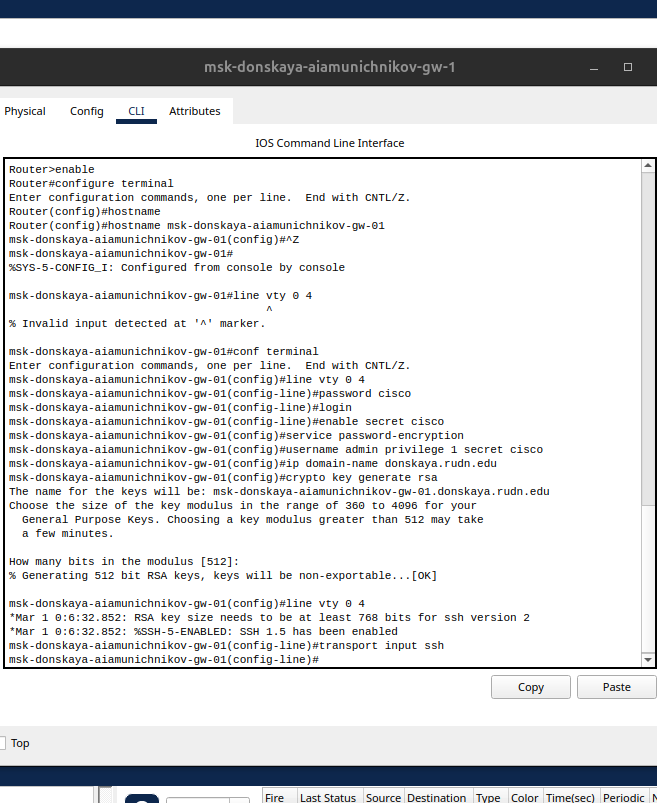 msk-donskaya-aiamunichnikov-gw-1
Physical Config CLI Attributes
IOS Command Line Interface
Router>enable
Router#configure terminal
Enter configuration commands, one per line.  End with CNTL/Z.
Router(config)#hostname
Router(config)#hostname msk-donskaya-aiamunichnikov-gw-01
msk-donskaya-aiamunichnikov-gw-01(config)#^Z
msk-donskaya-aiamunichnikov-gw-01#
%SYS-5-CONFIG_I: Configured from console by console
msk-donskaya-aiamunichnikov-gw-01#line vty 0 4
^
% Invalid input detected at '^' marker.
msk-donskaya-aiamunichnikov-gw-01#conf terminal
Enter configuration commands, one per line.  End with CNTL/Z.
msk-donskaya-aiamunichnikov-gw-01(config)#line vty 0 4
msk-donskaya-aiamunichnikov-gw-01(config-line)#password cisco
msk-donskaya-aiamunichnikov-gw-01(config-line)#login
msk-donskaya-aiamunichnikov-gw-01(config-line)#enable secret cisco
msk-donskaya-aiamunichnikov-gw-01(config)#service password-encryption
msk-donskaya-aiamunichnikov-gw-01(config)#username admin privilege 1 secret cisco
msk-donskaya-aiamunichnikov-gw-01(config)#ip domain-name donskaya.rudn.edu
msk-donskaya-aiamunichnikov-gw-01(config)#crypto key generate rsa
The name for the keys will be: msk-donskaya-aiamunichnikov-gw-01.donskaya.rudn.edu
Choose the size of the key modulus in the range of 360 to 4096 for your
General Purpose Keys. Choosing a key modulus greater than 512 may take
a few minutes.
How many bits in the modulus [512]:
% Generating 512 bit RSA keys, keys will be non-exportable...[OK]
msk-donskaya-aiamunichnikov-gw-01(config)#line vty 0 4
*Mar 1 0:6:32.852: RSA key size needs to be at least 768 bits for ssh version 2
*Mar 1 0:6:32.852: %SSH-5-ENABLED: SSH 1.5 has been enabled
msk-donskaya-aiamunichnikov-gw-01(config-line)#transport input ssh
msk-donskaya-aiamunichnikov-gw-01(config-line)#
Copy Paste
Top
Fire Last Status Source Destination Type Color Time(sec) Periodic